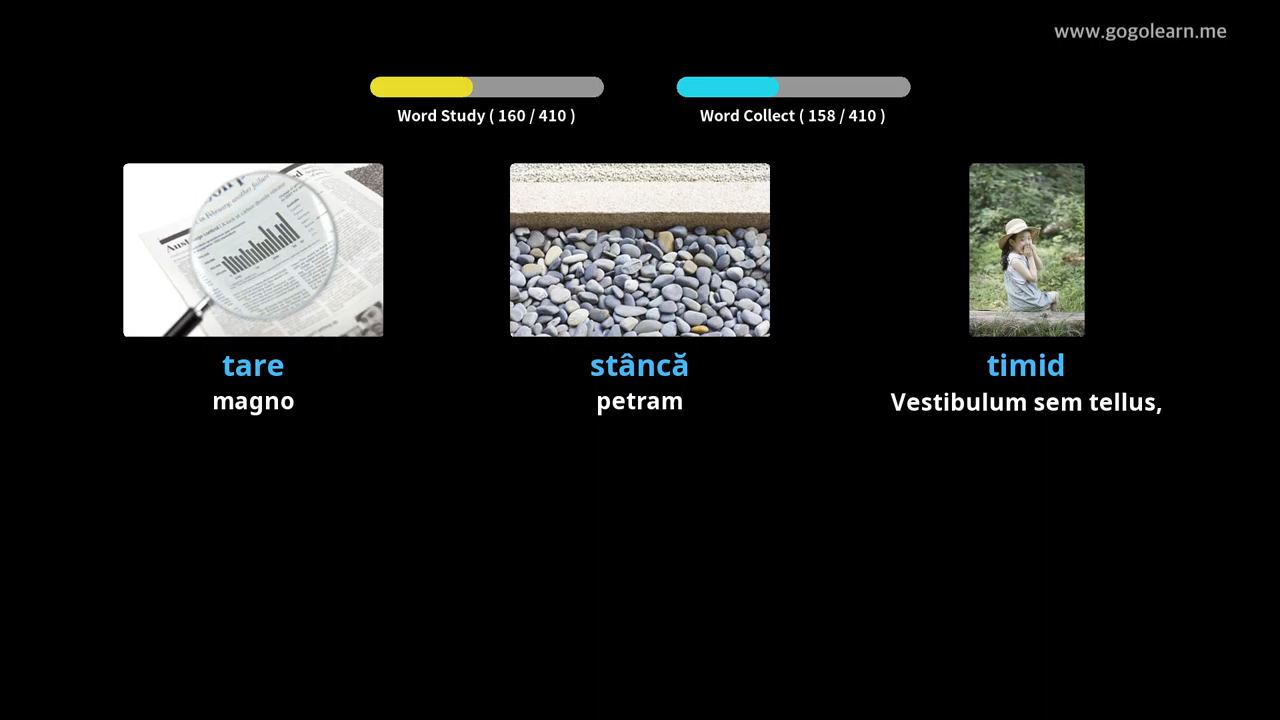 www.gogolearn.me
Word Study ( 160 / 410 )
Word Collect ( 158 / 410 )
tare
magno
stâncă
petram
timid
Vestibulum sem tellus,